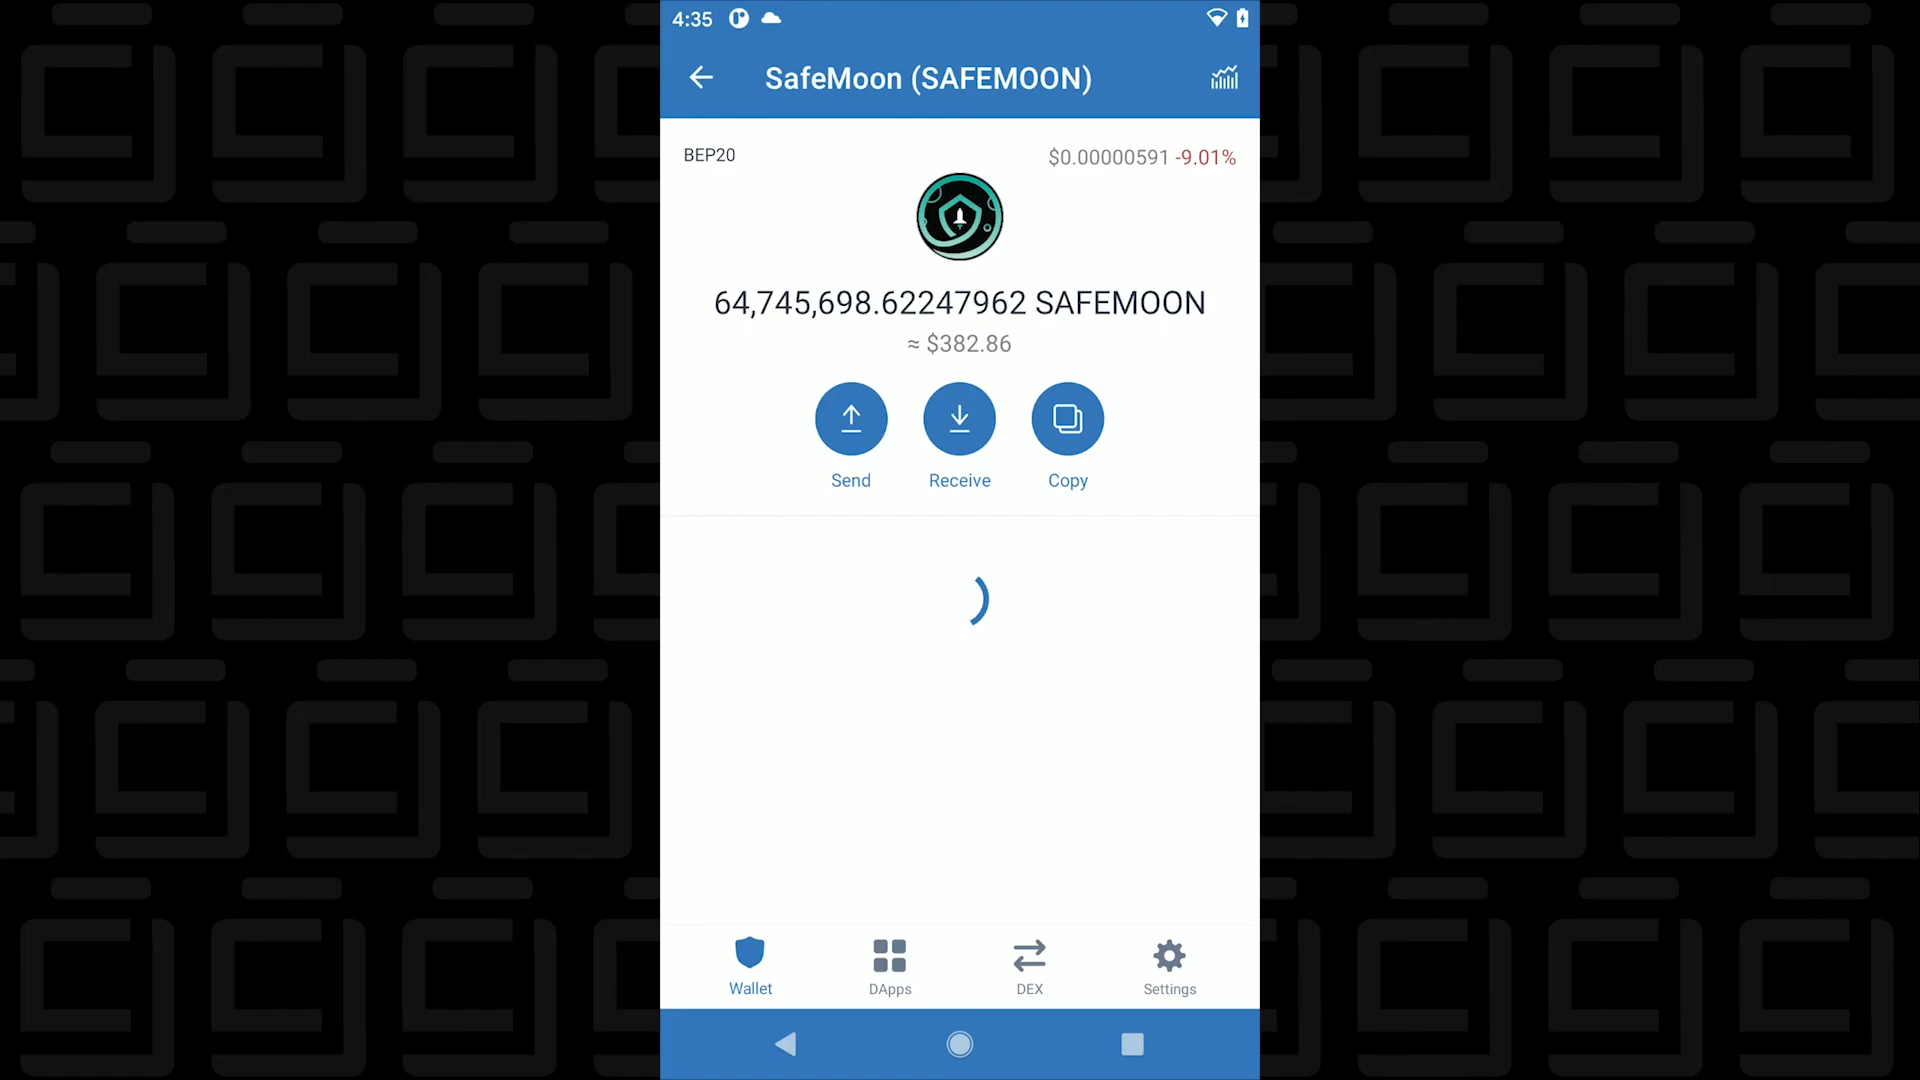 4:35
SafeMoon (SAFEMOON)
BEP20
$0.00000591 -9.01%
64,745,698.62247962 SAFEMOON
≈ $382.86
Send Receive Copy
Wallet DApps DEX Settings